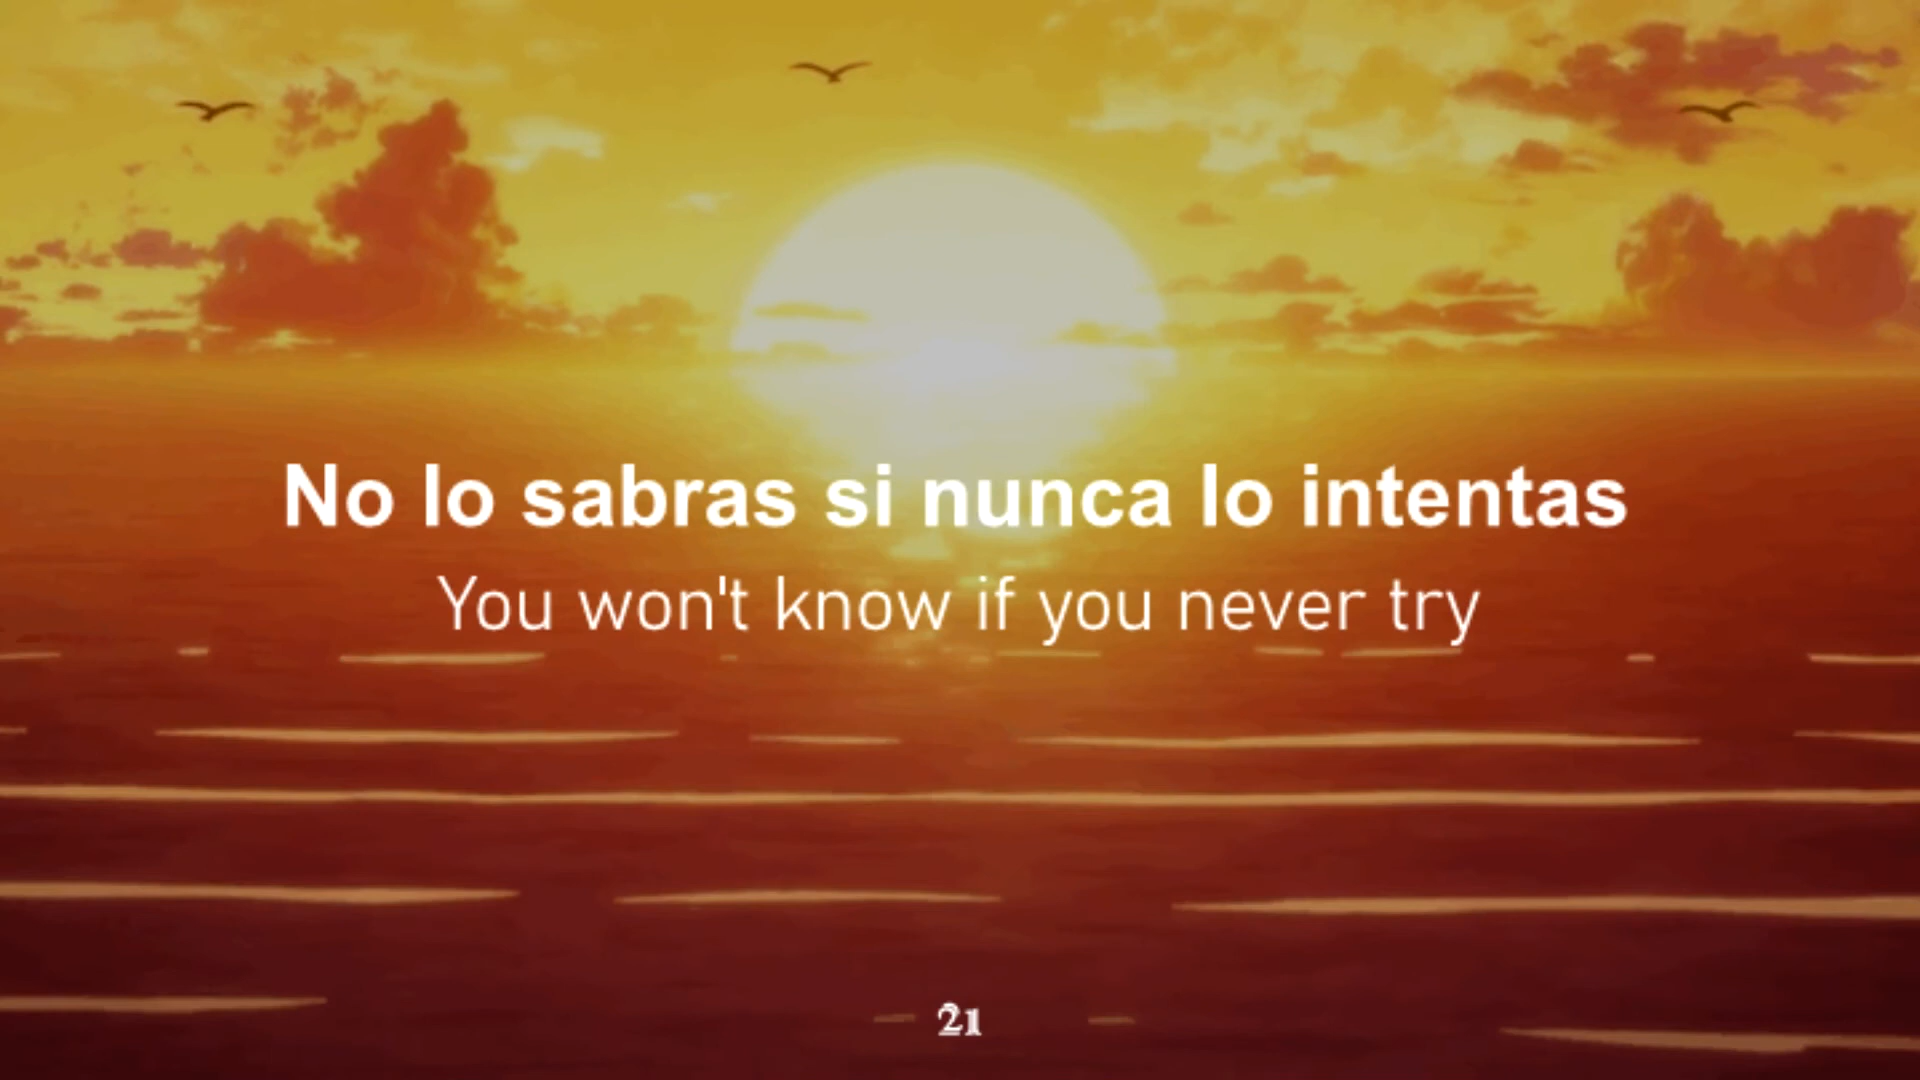 No lo sabras si nunca lo intentas
You won't know if you never try
21